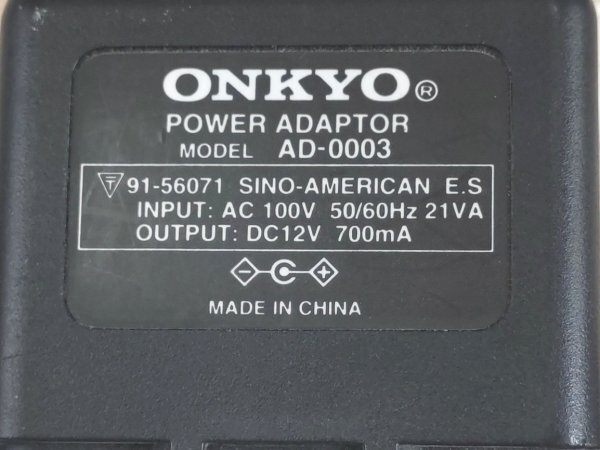 ONKYO®
POWER ADAPTOR
MODEL AD-0003
T 91-56071 SINO-AMERICAN E.S
INPUT: AC 100V 50/60Hz 21VA
OUTPUT: DC12V 700mA
- C +
MADE IN CHINA